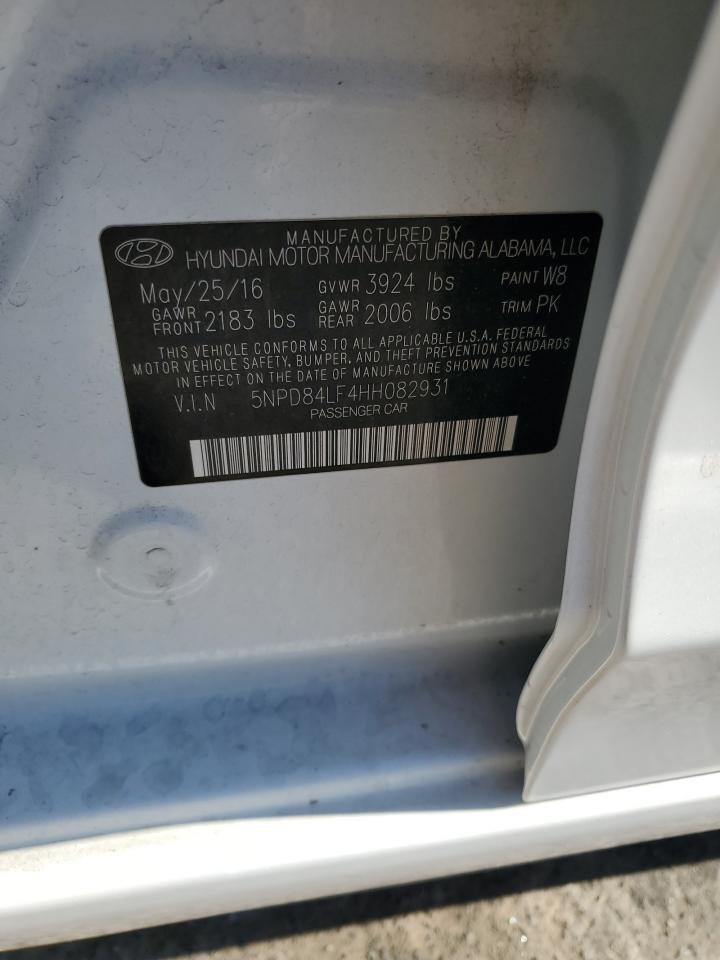 MANUFACTURED BY
HYUNDAI MOTOR MANUFACTURING ALABAMA, LLC
May/25/16 GVWR 3924 lbs PAINT W8
GAWR FRONT 2183 lbs GAWR REAR 2006 lbs TRIM PK
THIS VEHICLE CONFORMS TO ALL APPLICABLE U.S.A. FEDERAL
MOTOR VEHICLE SAFETY, BUMPER, AND THEFT PREVENTION STANDARDS
IN EFFECT ON THE DATE OF MANUFACTURE SHOWN ABOVE
V.I.N 5NPD84LF4HH082931
PASSENGER CAR